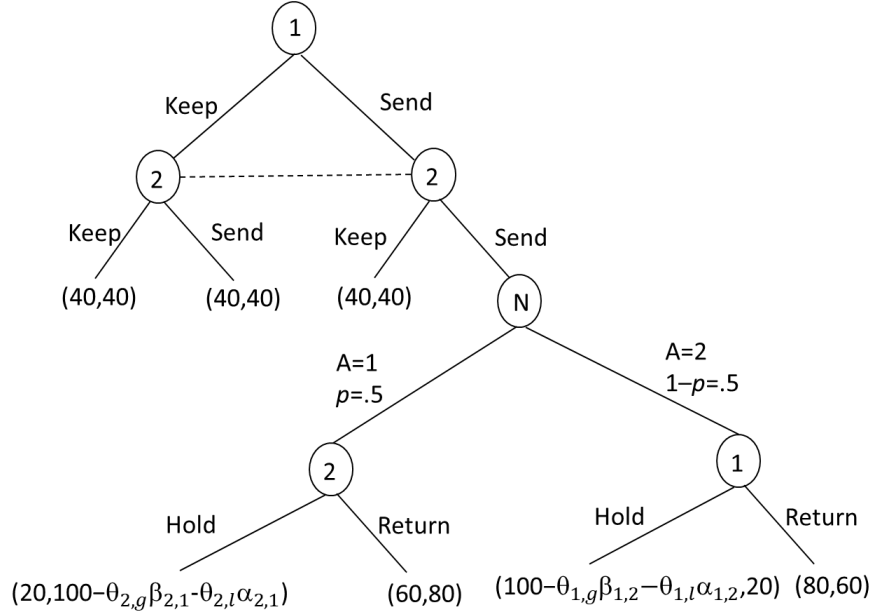 1
Keep
Send
2
2
Keep
Send
Keep
Send
(40,40)
(40,40)
(40,40)
N
A=1
p=.5
A=2
1–p=.5
2
1
Hold
Return
Hold
Return
(20,100−θ₂,gβ₂,₁-θ₂,lα₂,₁)
(60,80)
(100−θ₁,gβ₁,₂−θ₁,lα₁,₂,20)
(80,60)